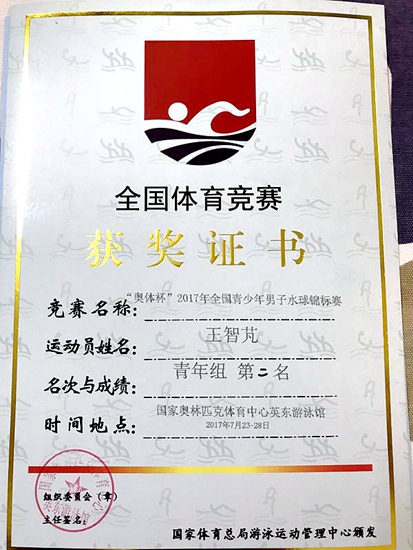 全国体育竞赛
获奖证书
竞赛名称:“奥体杯”2017年全国青少年男子水球锦标赛
运动员姓名:王智芃
名次与成绩:青年组 第二名
时间地点:国家奥林匹克体育中心英东游泳馆
2017年7月23-28日
组织委员会(章)
主任签名:
国家体育总局游泳运动管理中心颁发